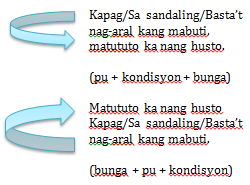 Kapag/Sa sandaling/Basta't
nag-aral kang mabuti,
matututo ka nang husto.
(pu + kondisyon + bunga)
Matututo ka nang husto
Kapag/Sa sandaling/Basta't
nag-aral kang mabuti.
(bunga + pu + kondisyon)